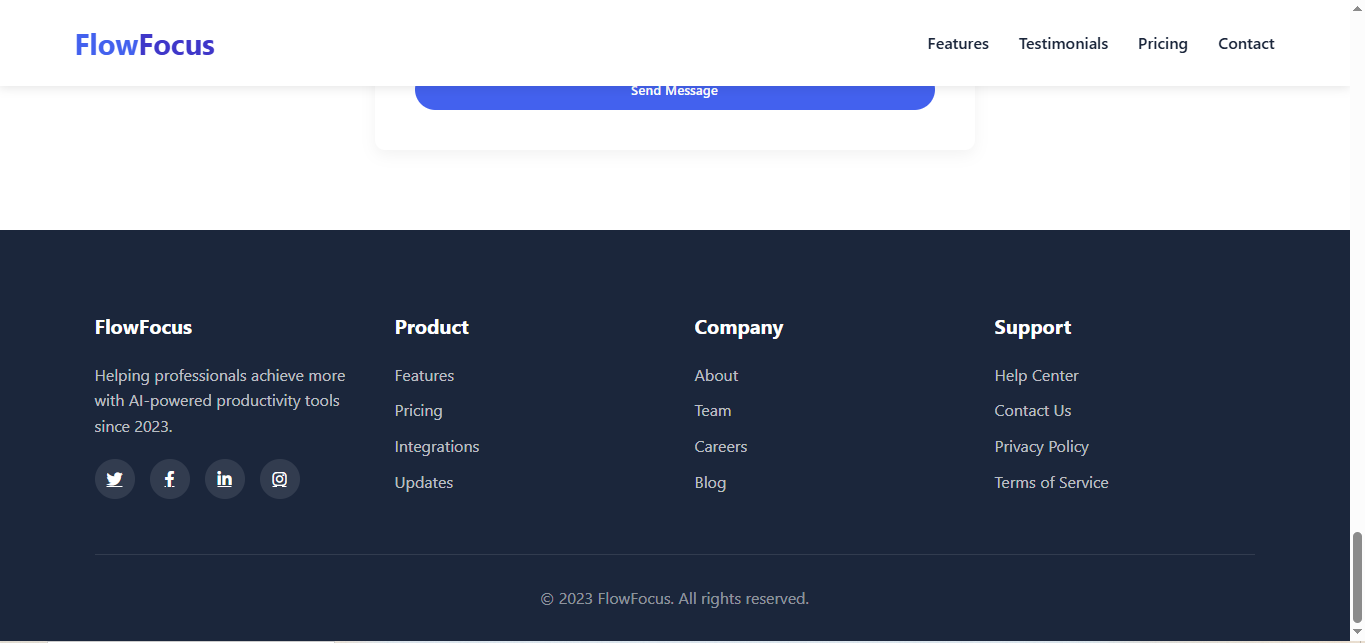 FlowFocus
Features
Testimonials
Pricing
Contact
Send Message
FlowFocus
Helping professionals achieve more
with AI-powered productivity tools
since 2023.
Product
Features
Pricing
Integrations
Updates
Company
About
Team
Careers
Blog
Support
Help Center
Contact Us
Privacy Policy
Terms of Service
© 2023 FlowFocus. All rights reserved.